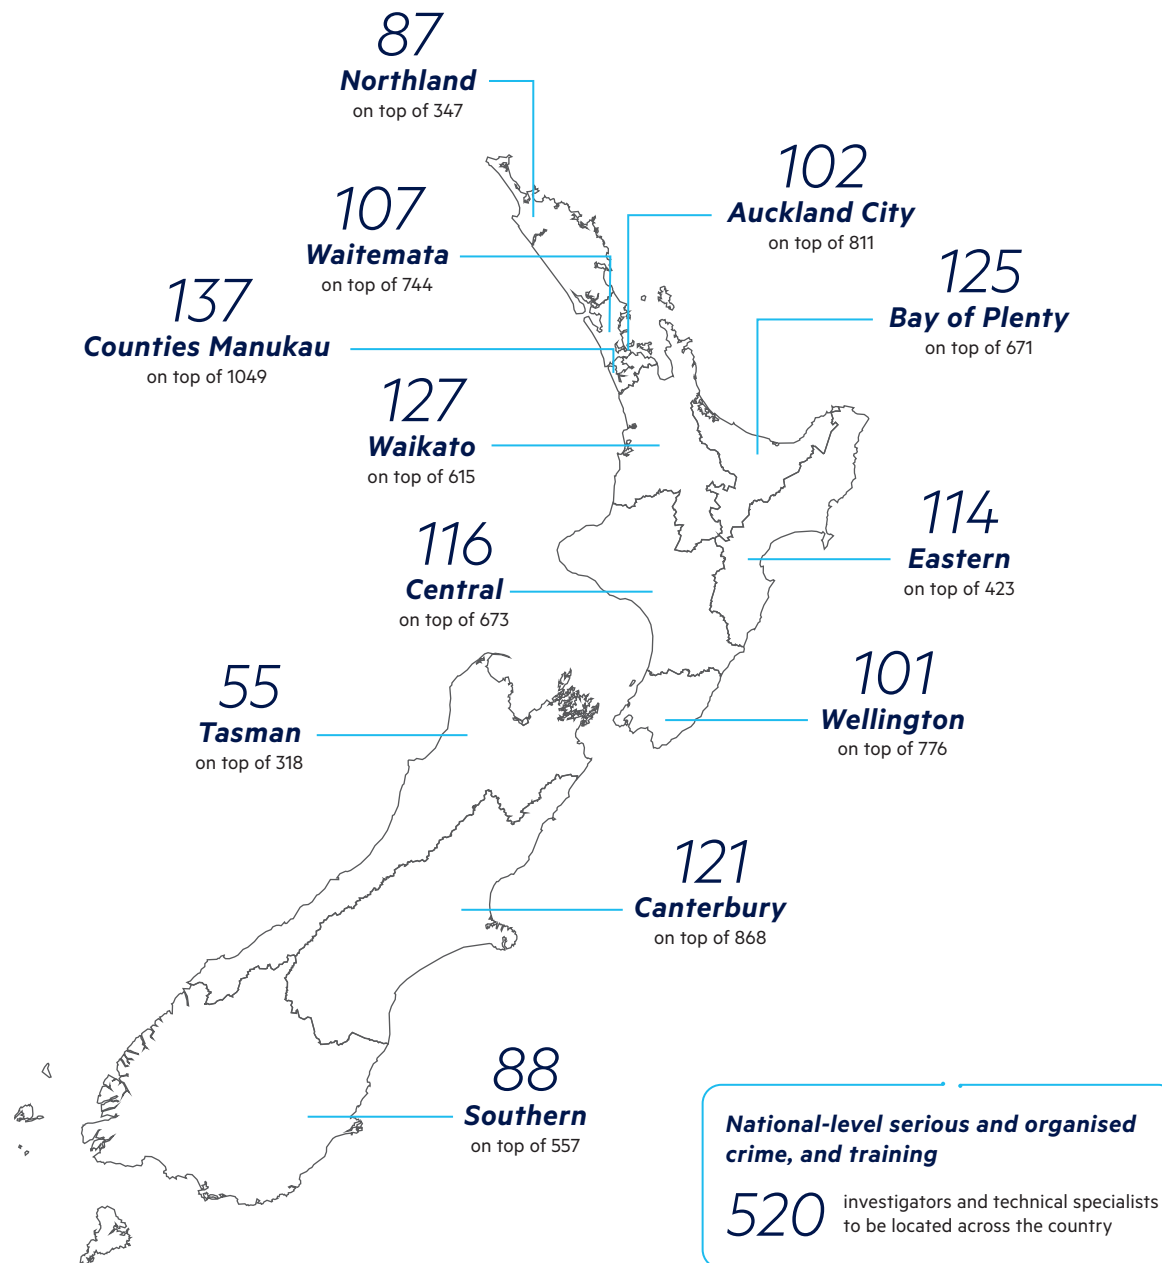 87
Northland
on top of 347
102
Auckland City
on top of 811
107
Waitemata
on top of 744
125
Bay of Plenty
on top of 671
137
Counties Manukau
on top of 1049
127
Waikato
on top of 615
114
Eastern
on top of 423
116
Central
on top of 673
101
Wellington
on top of 776
55
Tasman
on top of 318
121
Canterbury
on top of 868
88
Southern
on top of 557
National-level serious and organised
crime, and training
520
investigators and technical specialists
to be located across the country